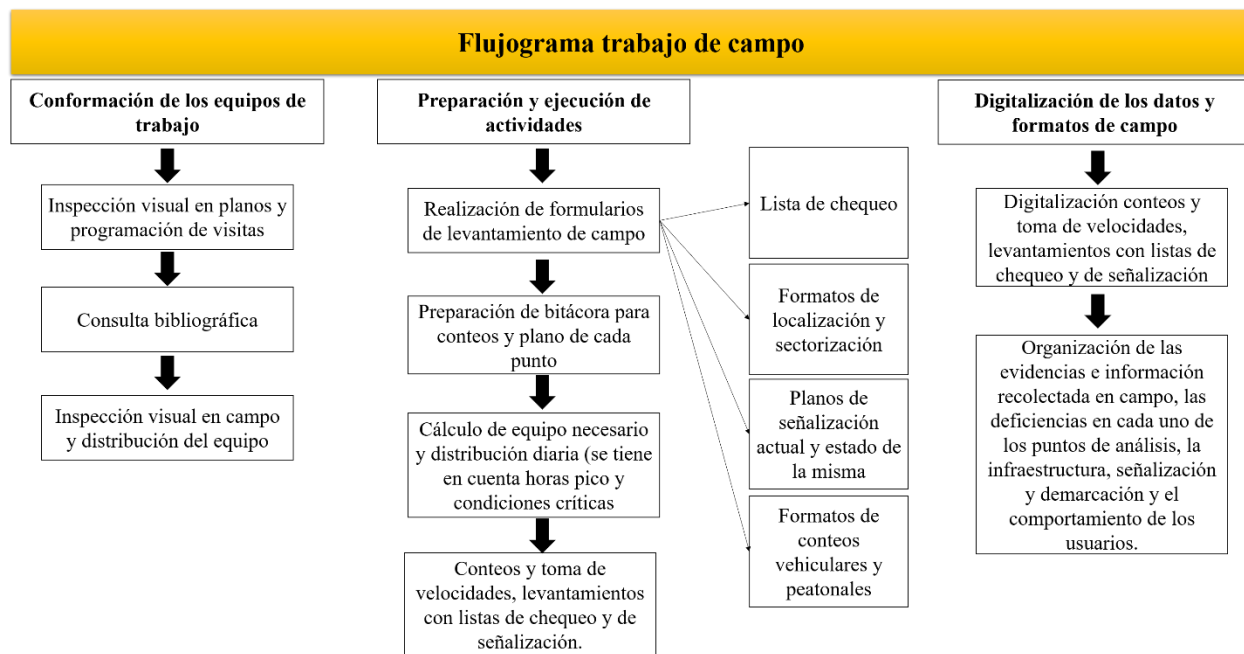 Flujograma trabajo de campo
Conformación de los equipos de
trabajo
Inspección visual en planos y
programación de visitas
Consulta bibliográfica
Inspección visual en campo
y distribución del equipo
Preparación y ejecución de
actividades
Realización de formularios
de levantamiento de campo
Preparación de bitácora para
conteos y plano de cada
punto
Cálculo de equipo necesario
y distribución diaria (se tiene
en cuenta horas pico y
condiciones críticas
Conteos y toma de
velocidades, levantamientos
con listas de chequeo y de
señalización.
Lista de chequeo
Formatos de
localización y
sectorización
Planos de
señalización
actual y estado de
la misma
Formatos de
conteos
vehiculares y
peatonales
Digitalización de los datos y
formatos de campo
Digitalización conteos y
toma de velocidades,
levantamientos con listas de
chequeo y de señalización
Organización de las
evidencias e información
recolectada en campo, las
deficiencias en cada uno de
los puntos de análisis, la
infraestructura, señalización
y demarcación y el
comportamiento de los
usuarios.